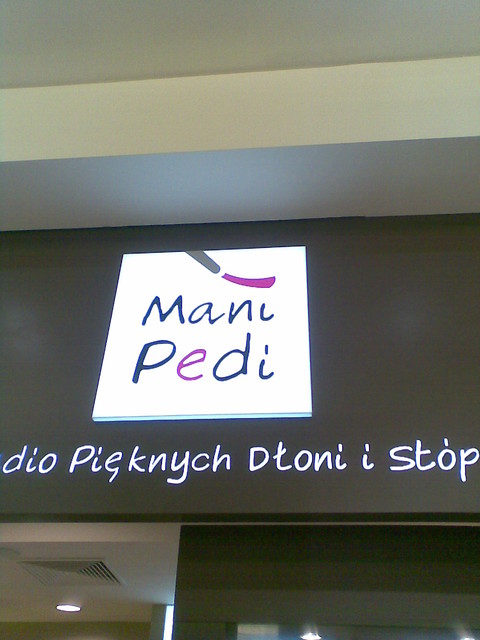 Mani
Pedi
dio Pięknych Dłoni i Stóp